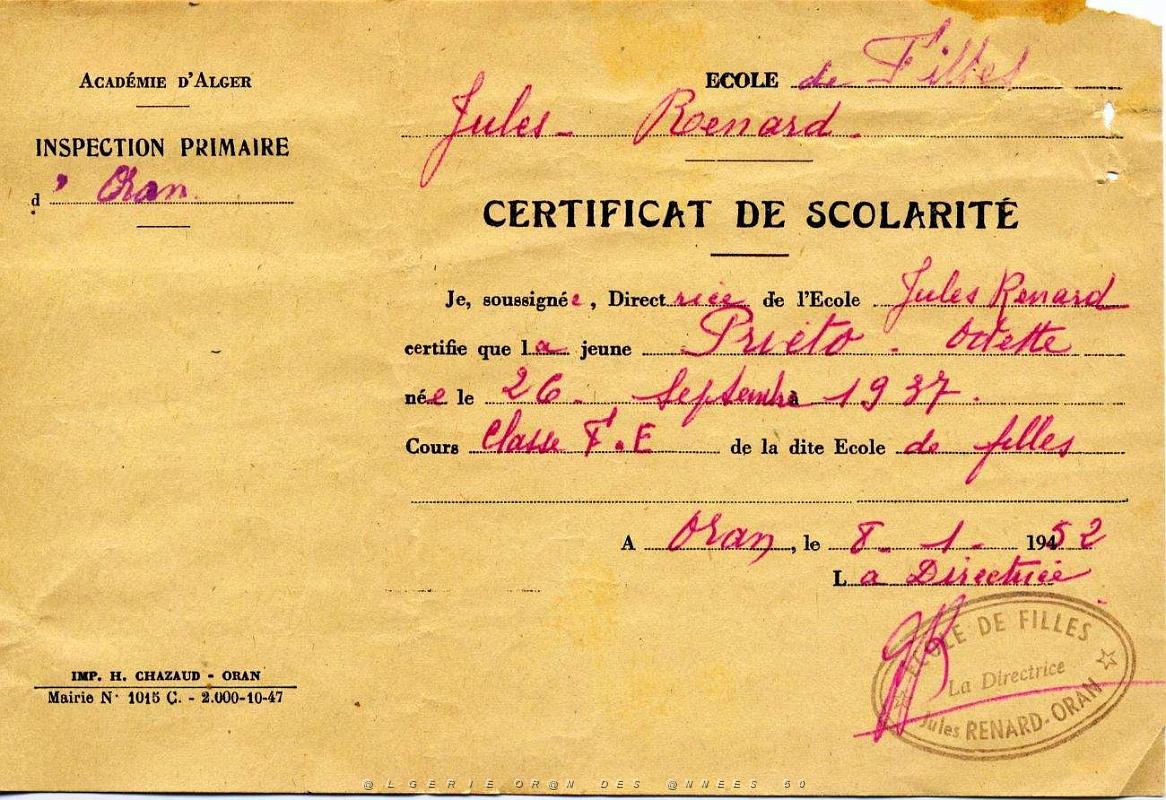 ACADÉMIE D'ALGER
INSPECTION PRIMAIRE
d' Oran.
ECOLE de Filles
Jules - Renard.
CERTIFICAT DE SCOLARITÉ
Je, soussignée, Directrice de l'Ecole Jules Renard
certifie que la jeune Prieto. Odette
née le 26. Septembre à 1937.
Cours Classe F.E de la dite Ecole de filles
A Oran, le 8. 1. 1952
La Directrice
ECOLE DE FILLES
La Directrice
Jules RENARD-ORAN
IMP. H. CHAZAUD - ORAN
Mairie N° 1015 C. - 2.000-10-47
@LGERIE OR@N DES @NNEES 50